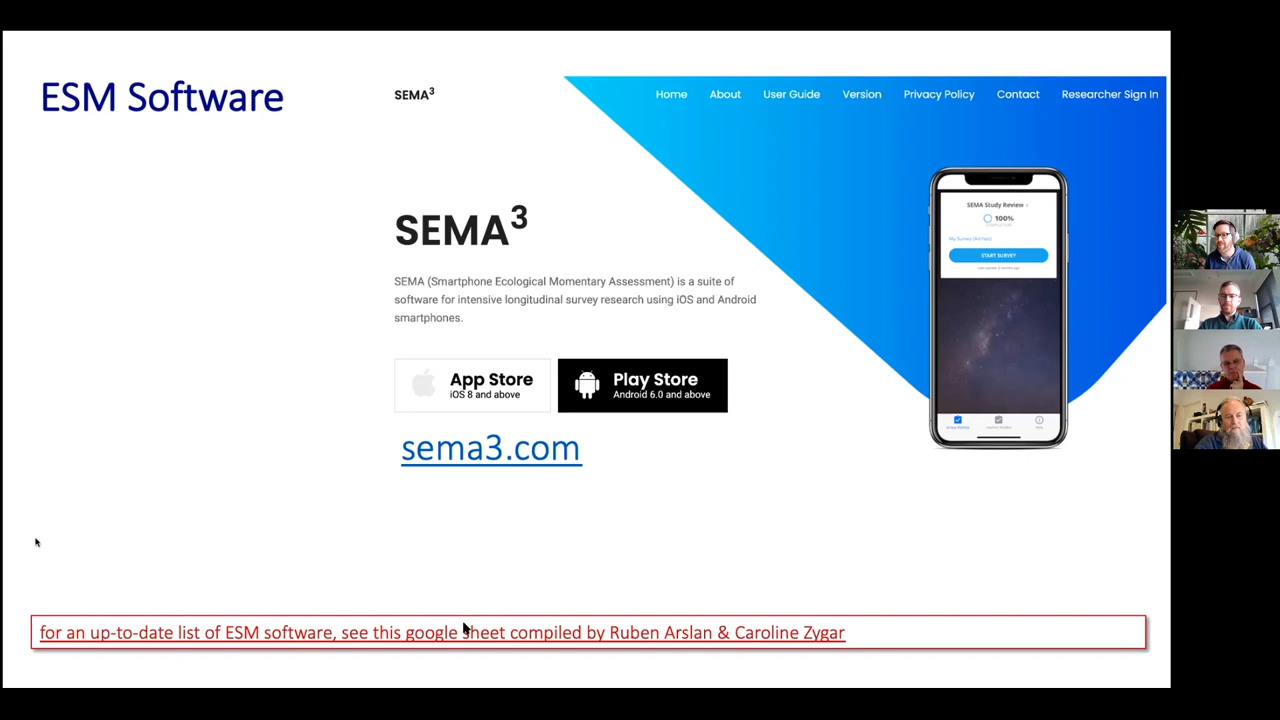 ESM Software
SEMA3
Home About User Guide Version Privacy Policy Contact Researcher Sign In
SEMA3
SEMA (Smartphone Ecological Momentary Assessment) is a suite of
software for intensive longitudinal survey research using iOS and Android
smartphones.
App Store
iOS 8 and above
Play Store
Android 6.0 and above
sema3.com
SEMA Study Review
100%
START SURVEY
for an up-to-date list of ESM software, see this google sheet compiled by Ruben Arslan & Caroline Zygar